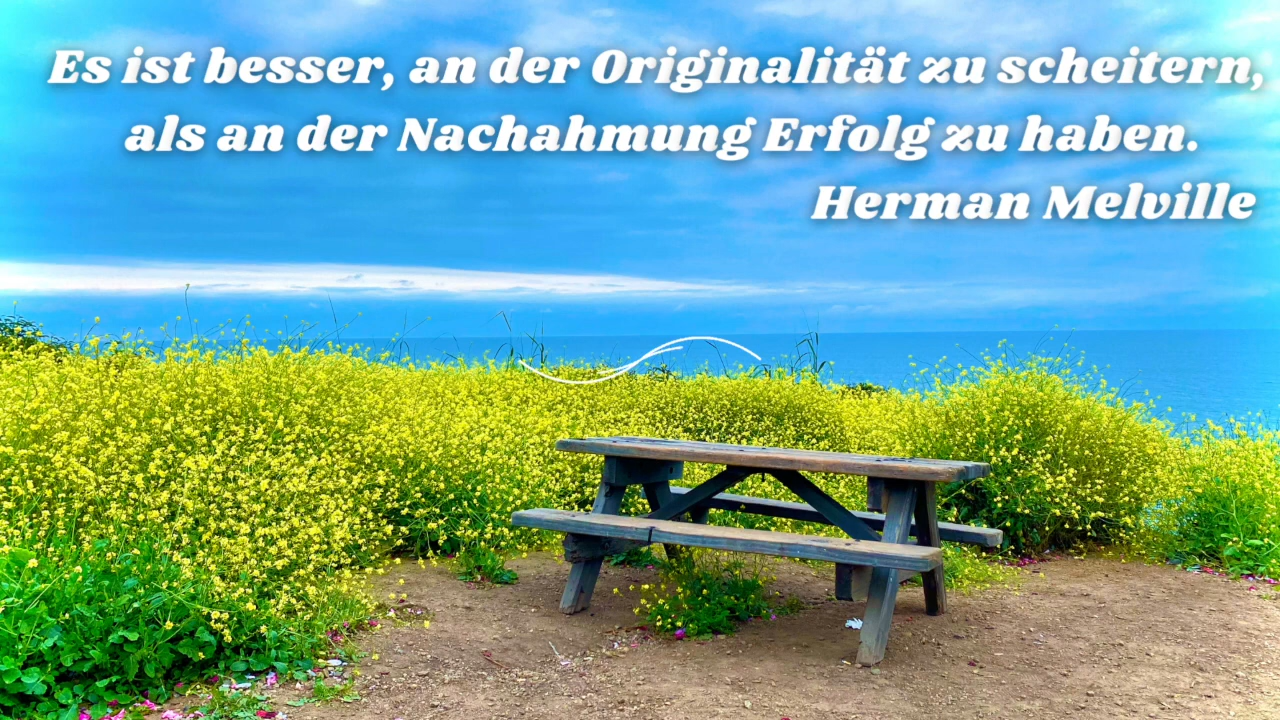 Es ist besser, an der Originalität zu scheitern,
als an der Nachahmung Erfolg zu haben.
Herman Melville